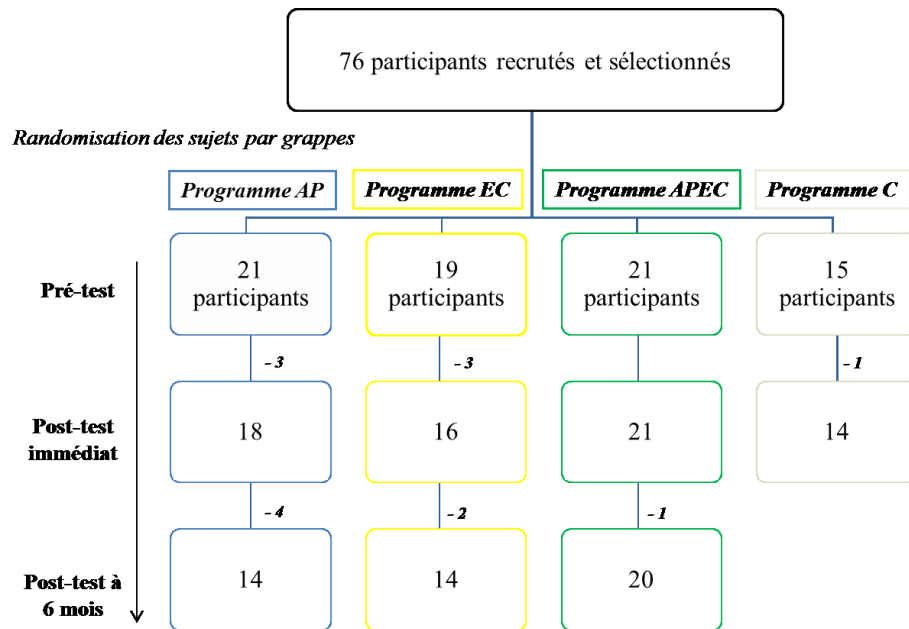 76 participants recrutés et sélectionnés
Randomisation des sujets par grappes
Programme AP
Programme EC
Programme APEC
Programme C
Pré-test
21
participants
19
participants
21
participants
15
participants
- 3
- 3
- 1
Post-test
immédiat
18
16
21
14
- 4
- 2
- 1
Post-test à
6 mois
14
14
20